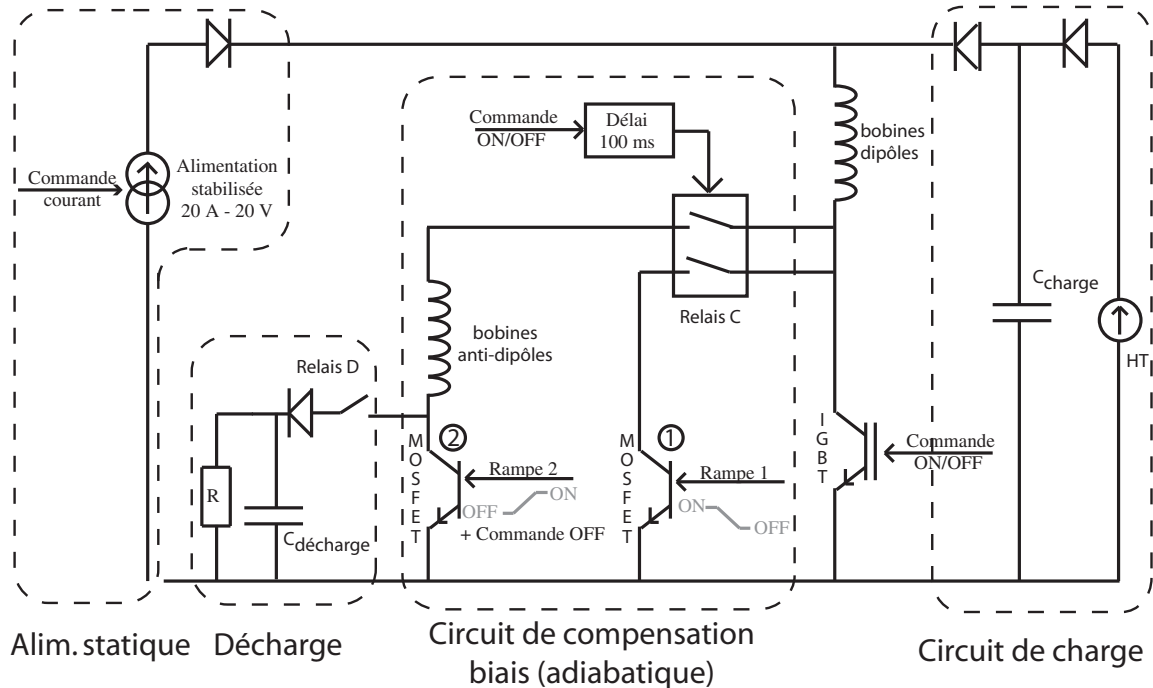 Commande
courant
Alimentation
stabilisée
20 A - 20 V
Commande
ON/OFF
Délai
100 ms
Relais C
bobines
dipôles
bobines
anti-dipôles
Relais D
R
Cdécharge
MOSFET
2
Rampe 2
OFF
ON
+ Commande OFF
MOSFET
1
Rampe 1
ON
OFF
IGBT
Commande
ON/OFF
Ccharge
HT
Alim. statique
Décharge
Circuit de compensation
biais (adiabatique)
Circuit de charge